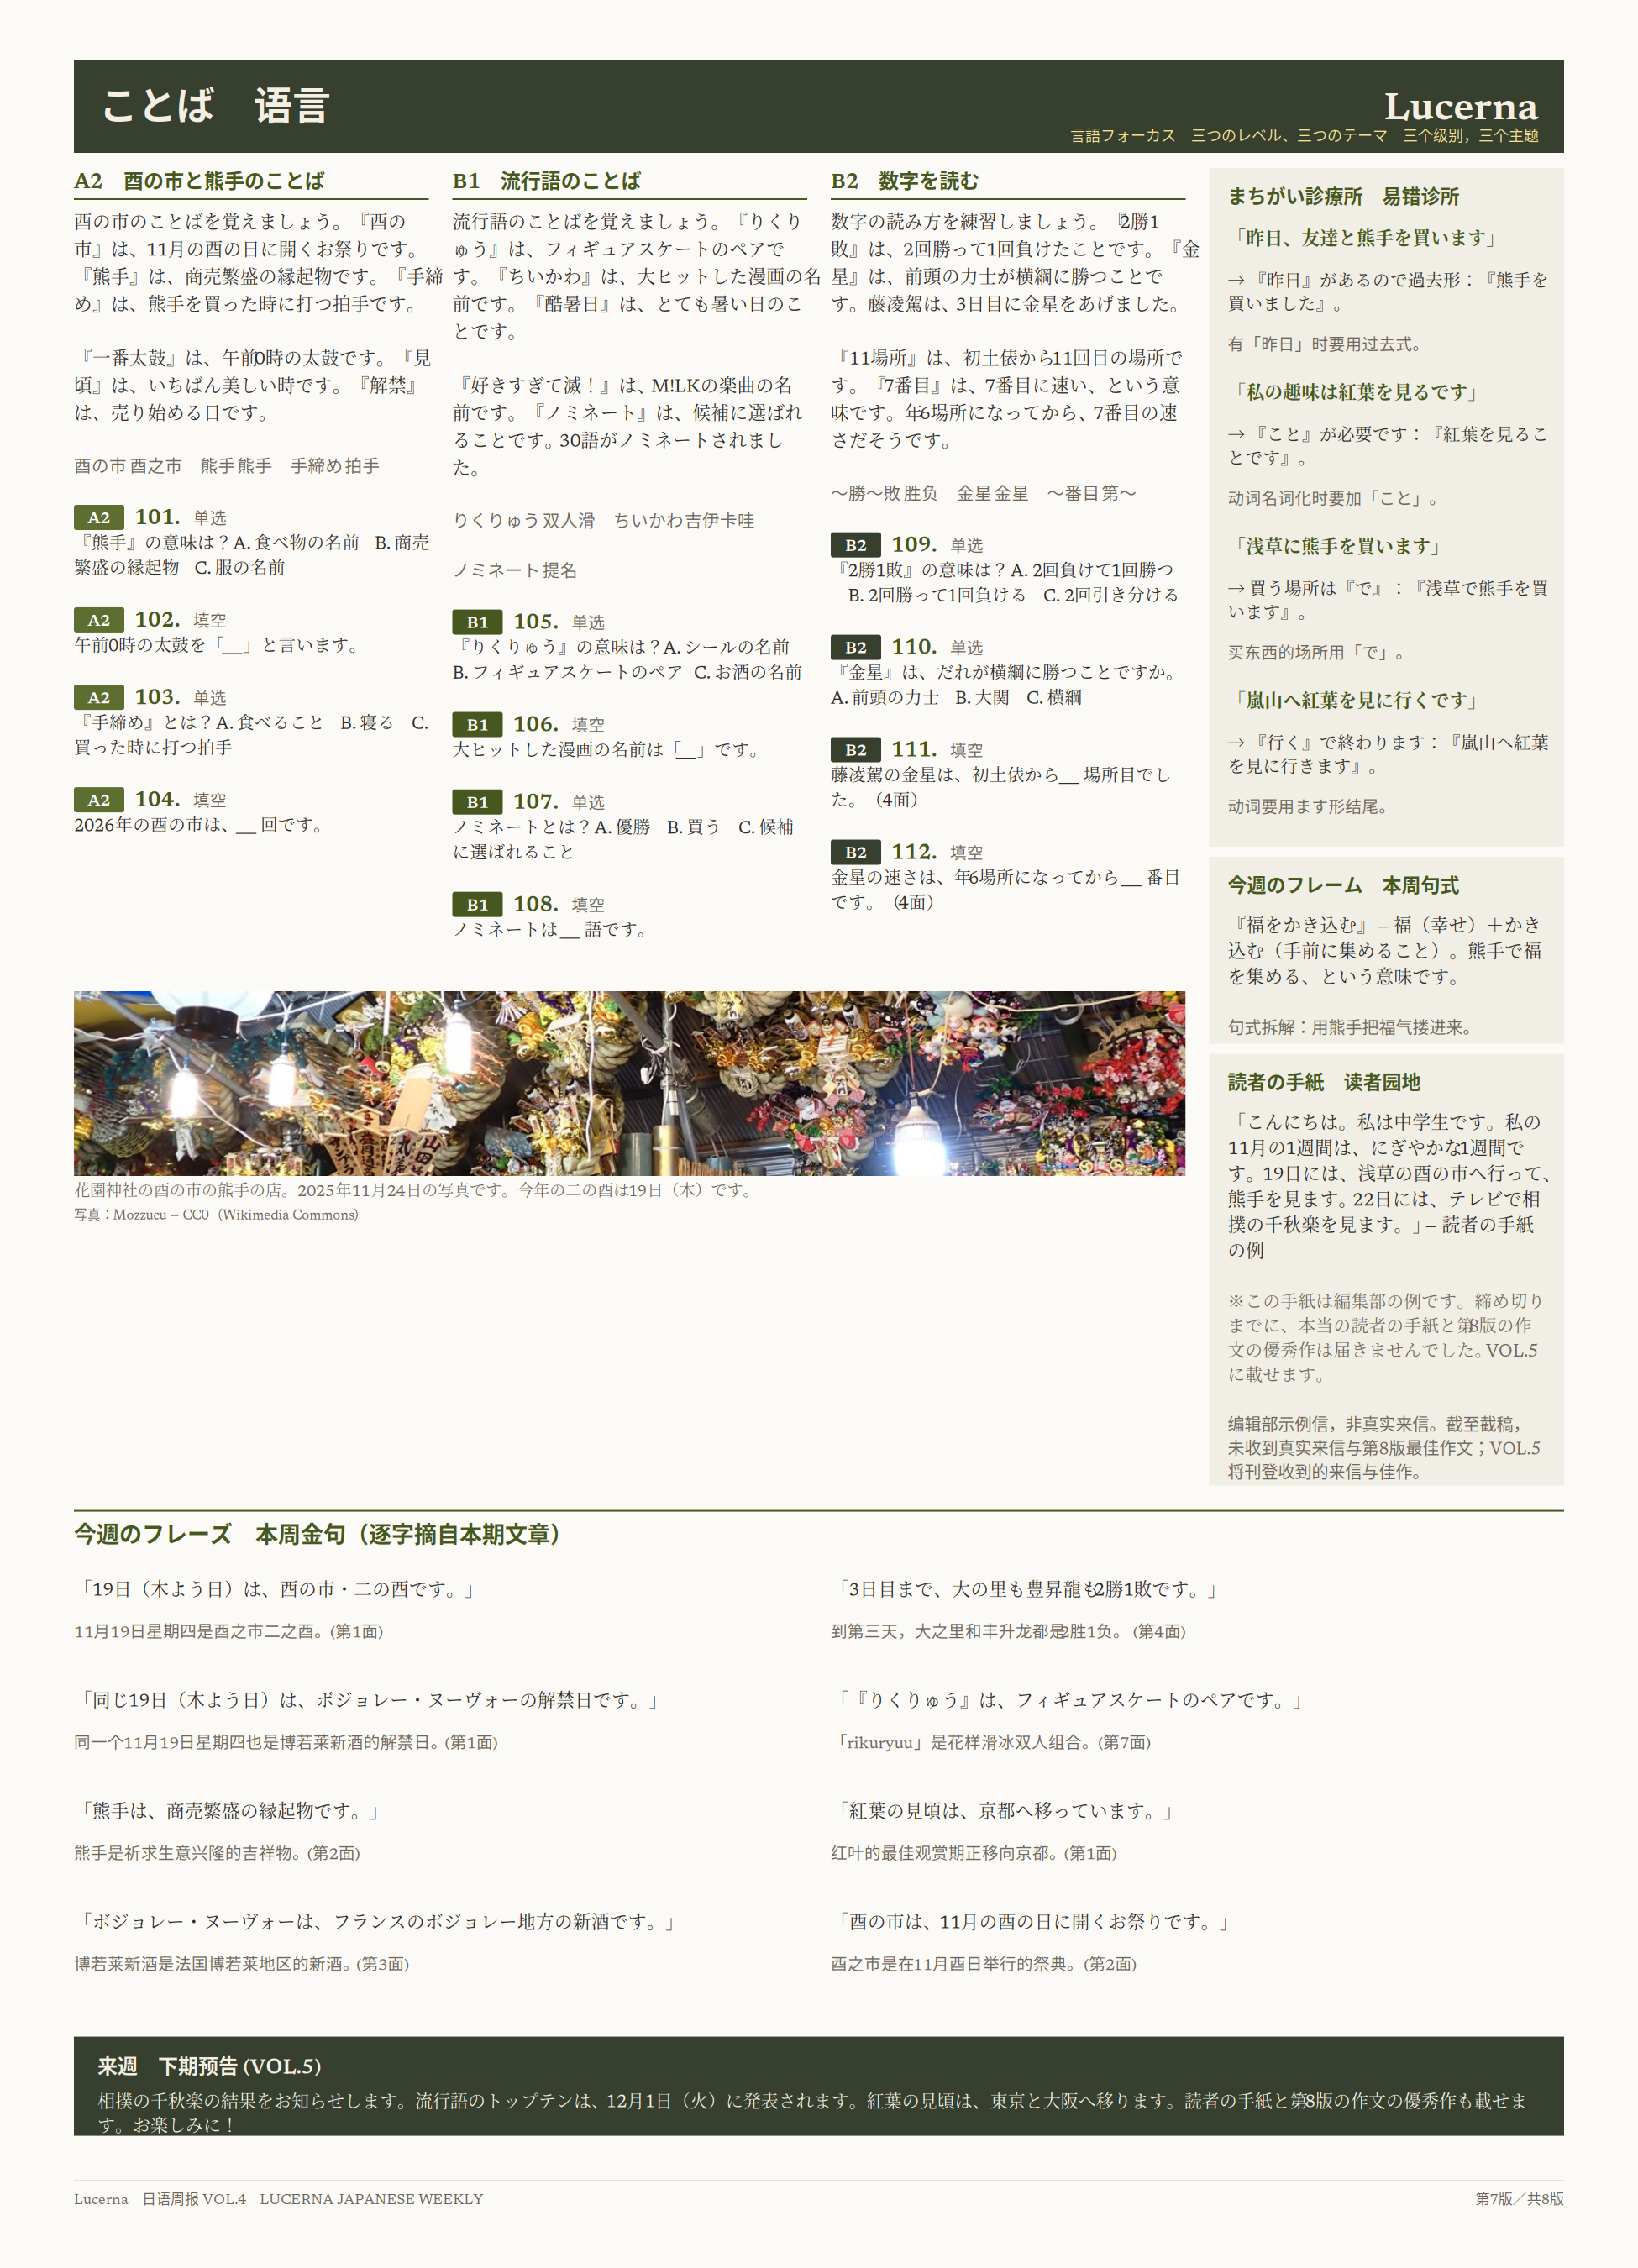 ことば　语言
Lucerna
言語フォーカス　三つのレベル、三つのテーマ　三个级别，三个主题
A2　酉の市と熊手のことば
酉の市のことばを覚えましょう。『酉の
市』は、11月の酉の日に開くお祭りです。
『熊手』は、商売繁盛の縁起物です。『手締
め』は、熊手を買った時に打つ拍手です。
『一番太鼓』は、午前0時の太鼓です。『見
頃』は、いちばん美しい時です。『解禁』
は、売り始める日です。
酉の市 酉之市　熊手 熊手　手締め 拍手
A2 101. 单选
『熊手』の意味は？A. 食べ物の名前　B. 商売
繁盛の縁起物　C. 服の名前
A2 102. 填空
午前0時の太鼓を「__」と言います。
A2 103. 单选
『手締め』とは？A. 食べること　B. 寝る　C.
買った時に打つ拍手
A2 104. 填空
2026年の酉の市は、__ 回です。
B1　流行語のことば
流行語のことばを覚えましょう。『りくり
ゅう』は、フィギュアスケートのペアで
す。『ちいかわ』は、大ヒットした漫画の名
前です。『酷暑日』は、とても暑い日のこ
とです。
『好きすぎて滅！』は、M!LKの楽曲の名
前です。『ノミネート』は、候補に選ばれ
ることです。30語がノミネートされまし
た。
りくりゅう 双人滑　ちいかわ 吉伊卡哇
ノミネート 提名
B1 105. 单选
『りくりゅう』の意味は？A. シールの名前
B. フィギュアスケートのペア　C. お酒の名前
B1 106. 填空
大ヒットした漫画の名前は「__」です。
B1 107. 单选
ノミネートとは？A. 優勝　B. 買う　C. 候補
に選ばれること
B1 108. 填空
ノミネートは __ 語です。
B2　数字を読む
数字の読み方を練習しましょう。『2勝1
敗』は、2回勝って1回負けたことです。『金
星』は、前頭の力士が横綱に勝つことで
す。藤凌駕は、3日目に金星をあげました。
『11場所』は、初土俵から11回目の場所で
す。『7番目』は、7番目に速い、という意
味です。年6場所になってから、7番目の速
さだそうです。
～勝～敗 胜负　金星 金星　～番目 第～
B2 109. 单选
『2勝1敗』の意味は？A. 2回負けて1回勝つ
B. 2回勝って1回負ける　C. 2回引き分ける
B2 110. 单选
『金星』は、だれが横綱に勝つことですか。
A. 前頭の力士　B. 大関　C. 横綱
B2 111. 填空
藤凌駕の金星は、初土俵から__ 場所目でし
た。（4面）
B2 112. 填空
金星の速さは、年6場所になってから__ 番目
です。（4面）
花園神社の酉の市の熊手の店。2025年11月24日の写真です。今年の二の酉は19日（木）です。
写真：Mozzucu – CC0（Wikimedia Commons）
まちがい診療所　易错诊所
「昨日、友達と熊手を買います」
→ 『昨日』があるので過去形：『熊手を
買いました』。
有「昨日」时要用过去式。
「私の趣味は紅葉を見るです」
→ 『こと』が必要です：『紅葉を見るこ
とです』。
动词名词化时要加「こと」。
「浅草に熊手を買います」
→ 買う場所は『で』：『浅草で熊手を買
います』。
买东西的场所用「で」。
「嵐山へ紅葉を見に行くです」
→ 『行く』で終わります：『嵐山へ紅葉
を見に行きます』。
动词要用ます形结尾。
今週のフレーム　本周句式
『福をかき込む』– 福（幸せ）＋かき
込む（手前に集めること）。熊手で福
を集める、という意味です。
句式拆解：用熊手把福气搂进来。
読者の手紙　读者园地
「こんにちは。私は中学生です。私の
11月の1週間は、にぎやかな1週間で
す。19日には、浅草の酉の市へ行って、
熊手を見ます。22日には、テレビで相
撲の千秋楽を見ます。」– 読者の手紙
の例
※この手紙は編集部の例です。締め切り
までに、本当の読者の手紙と第8版の作
文の優秀作は届きませんでした。VOL.5
に載せます。
编辑部示例信，非真实来信。截至截稿，
未收到真实来信与第8版最佳作文；VOL.5
将刊登收到的来信与佳作。
今週のフレーズ　本周金句（逐字摘自本期文章）
「19日（木よう日）は、酉の市・二の酉です。」
11月19日星期四是酉之市二之酉。(第1面)
「同じ19日（木よう日）は、ボジョレー・ヌーヴォーの解禁日です。」
同一个11月19日星期四也是博若莱新酒的解禁日。(第1面)
「熊手は、商売繁盛の縁起物です。」
熊手是祈求生意兴隆的吉祥物。(第2面)
「ボジョレー・ヌーヴォーは、フランスのボジョレー地方の新酒です。」
博若莱新酒是法国博若莱地区的新酒。(第3面)
「3日目まで、大の里も豊昇龍も2勝1敗です。」
到第三天，大之里和丰升龙都是2胜1负。 (第4面)
「『りくりゅう』は、フィギュアスケートのペアです。」
「rikuryuu」是花样滑冰双人组合。(第7面)
「紅葉の見頃は、京都へ移っています。」
红叶的最佳观赏期正移向京都。(第1面)
「酉の市は、11月の酉の日に開くお祭りです。」
酉之市是在11月酉日举行的祭典。(第2面)
来週　下期预告 (VOL.5)
相撲の千秋楽の結果をお知らせします。流行語のトップテンは、12月1日（火）に発表されます。紅葉の見頃は、東京と大阪へ移ります。読者の手紙と第8版の作文の優秀作も載せま
す。お楽しみに！
Lucerna　日语周报 VOL.4　LUCERNA JAPANESE WEEKLY
第7版／共8版